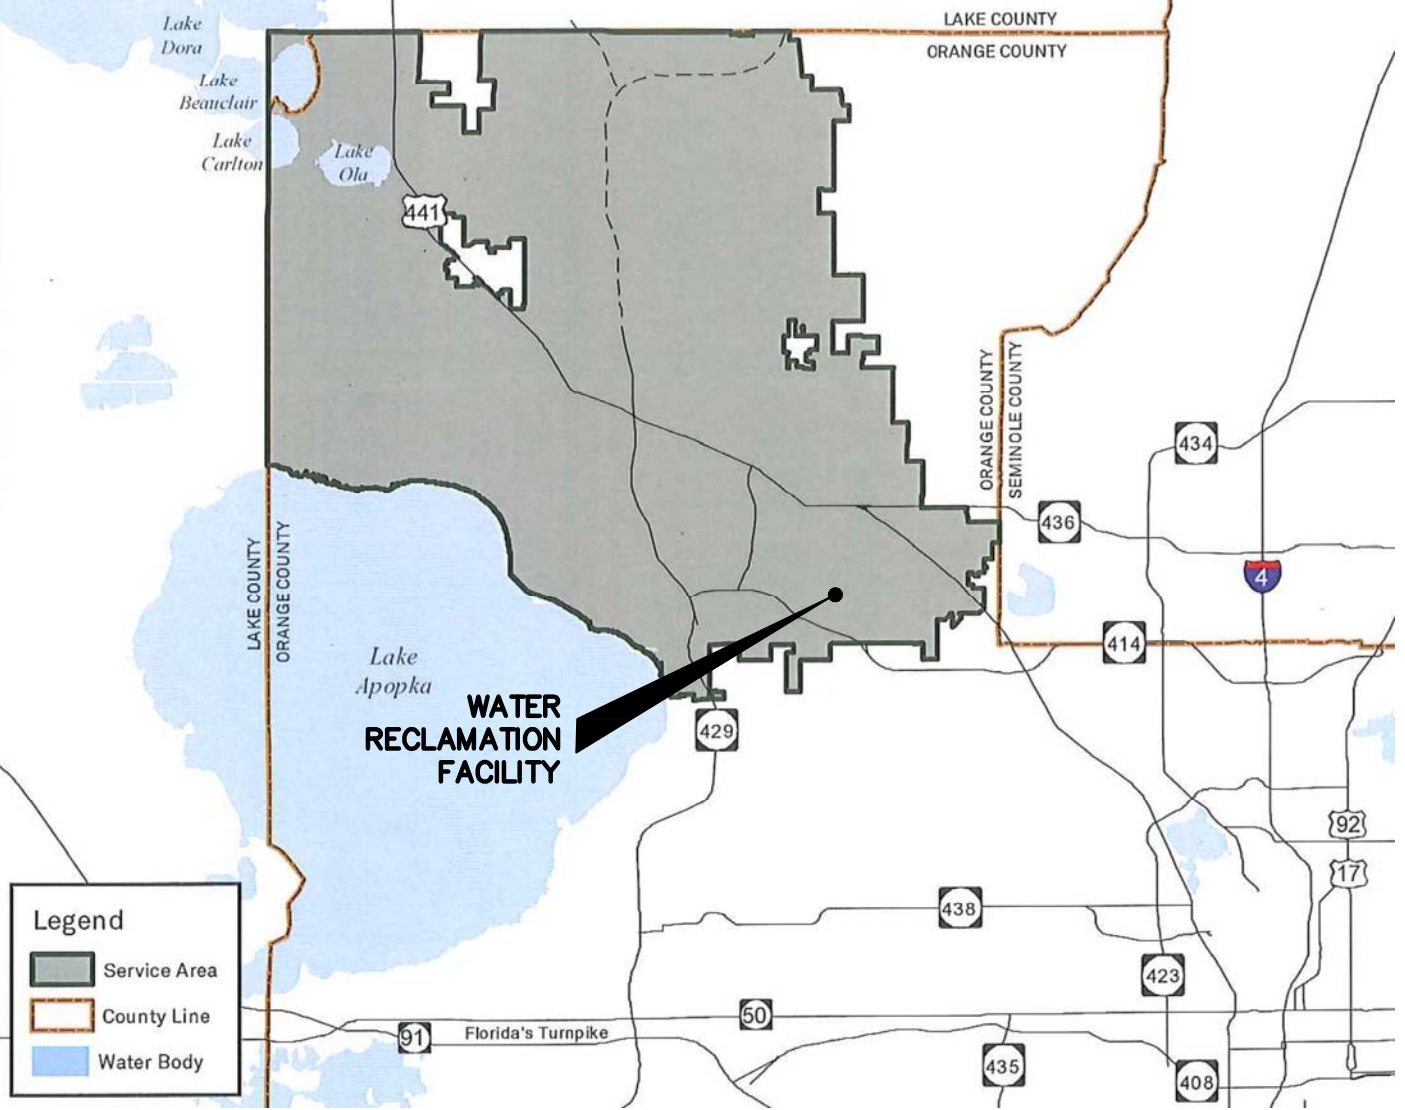 LAKE COUNTY
ORANGE COUNTY
Lake
Dora
Lake
Beauclair
Lake
Carlton
Lake
Ola
441
ORANGE COUNTY
SEMINOLE COUNTY
434
436
4
LAKE COUNTY
ORANGE COUNTY
414
Lake
Apopka
WATER
RECLAMATION
FACILITY
429
92
17
438
423
50
91
Florida's Turnpike
435
408
Legend
Service Area
County Line
Water Body